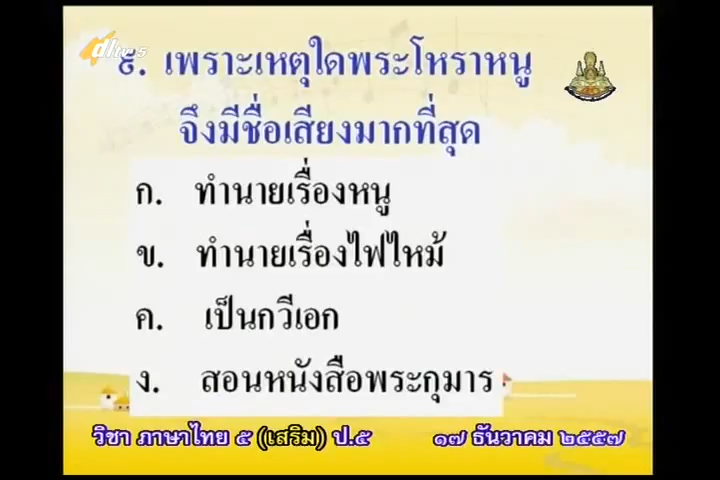 dltv 5
๕. เพราะเหตุใดพระโหราหนู
จึงมีชื่อเสียงมากที่สุด
ก. ทำนายเรื่องหนู
ข. ทำนายเรื่องไฟไหม้
ค. เป็นกวีเอก
ง. สอนหนังสือพระกุมาร
วิชา ภาษาไทย ๕ (เสริม) ป.๕ ๑๗ ธันวาคม ๒๕๕๗